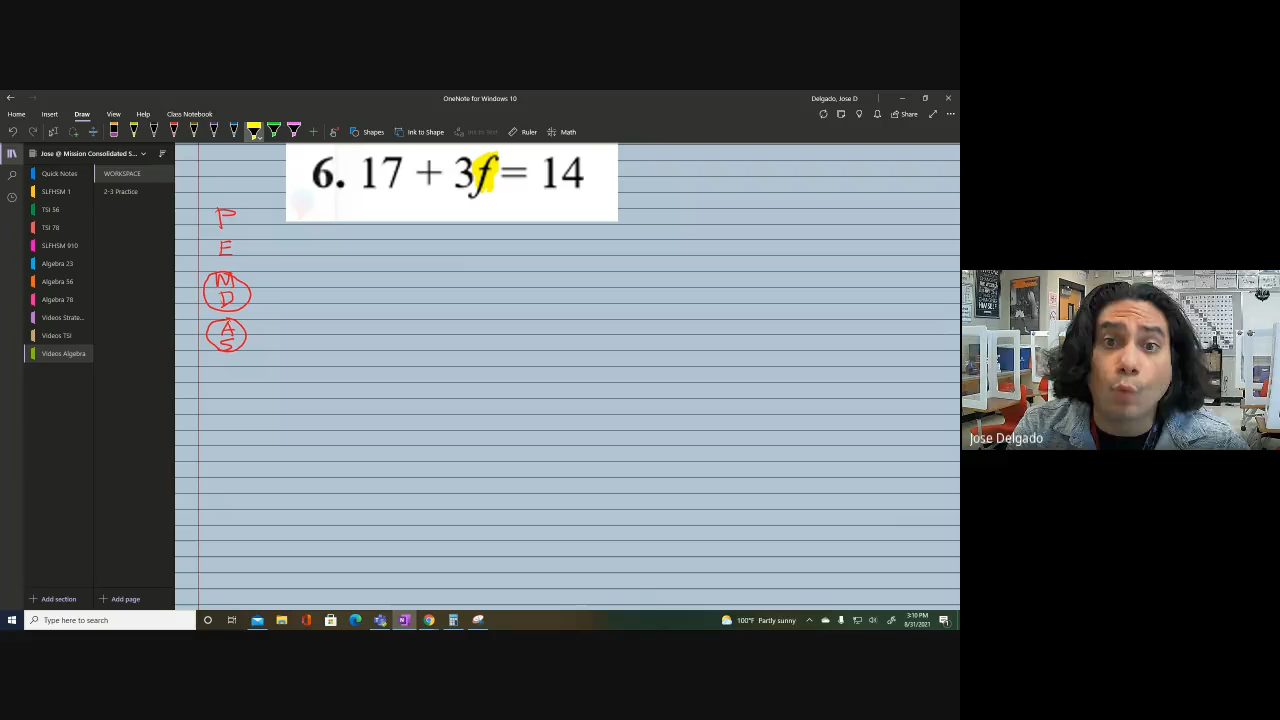 OneNote for Windows 10
Delgado, Jose D
Home Insert Draw View Help Class Notebook
Share
Shapes Ink to Shape Ink to Text Ruler Math
Jose @ Mission Consolidated S...
Quick Notes
SLFHSM 1
TSI 56
TSI 78
SLFHSM 910
Algebra 23
Algebra 56
Algebra 78
Videos Strate...
Videos TSI
Videos Algebra
WORKSPACE
2-3 Practice
6. 17 + 3f = 14
P
E
M
D
A
S
Jose Delgado
Add section
Add page
Type here to search
100°F Partly sunny
3:10 PM
8/31/2021